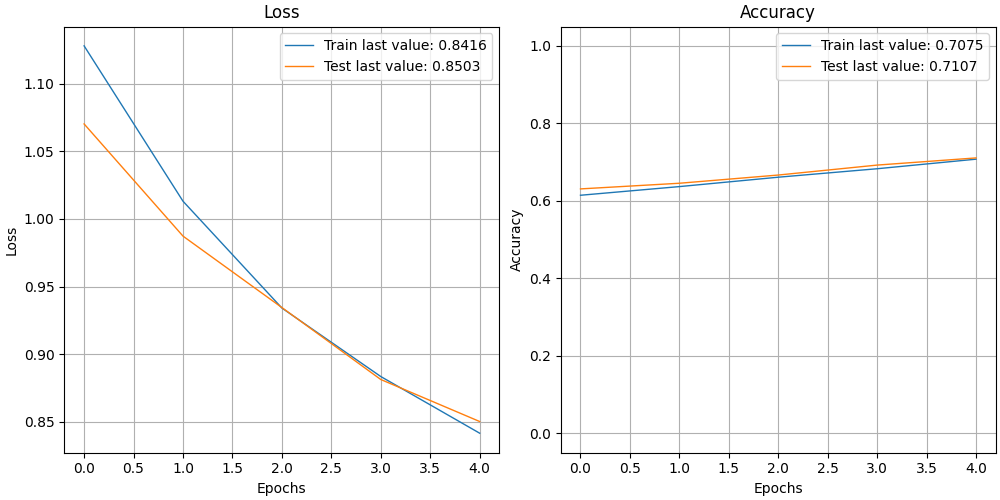 Loss
Train last value: 0.8416
Test last value: 0.8503
1.10
1.05
1.00
0.95
0.90
0.85
Loss
0.0 0.5 1.0 1.5 2.0 2.5 3.0 3.5 4.0
Epochs
Accuracy
Train last value: 0.7075
Test last value: 0.7107
1.0
0.8
0.6
0.4
0.2
0.0
Accuracy
0.0 0.5 1.0 1.5 2.0 2.5 3.0 3.5 4.0
Epochs